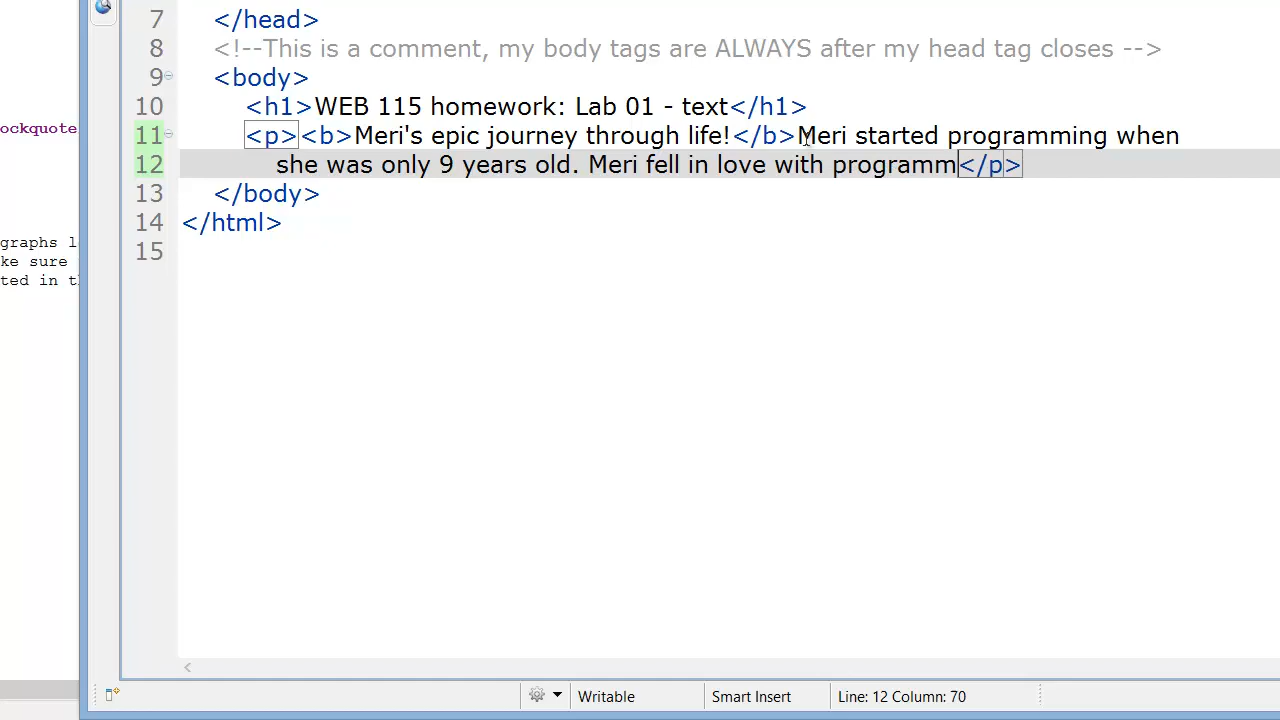 7 </head>
8 <!--This is a comment, my body tags are ALWAYS after my head tag closes -->
9 <body>
10 <h1>WEB 115 homework: Lab 01 - text</h1>
ockquote
11 <p><b>Meri's epic journey through life!</b>Meri started programming when
12 she was only 9 years old. Meri fell in love with programm</p>
13 </body>
14 </html>
graphs l
15
ke sure
ted in th
Writable Smart Insert Line: 12 Column: 70